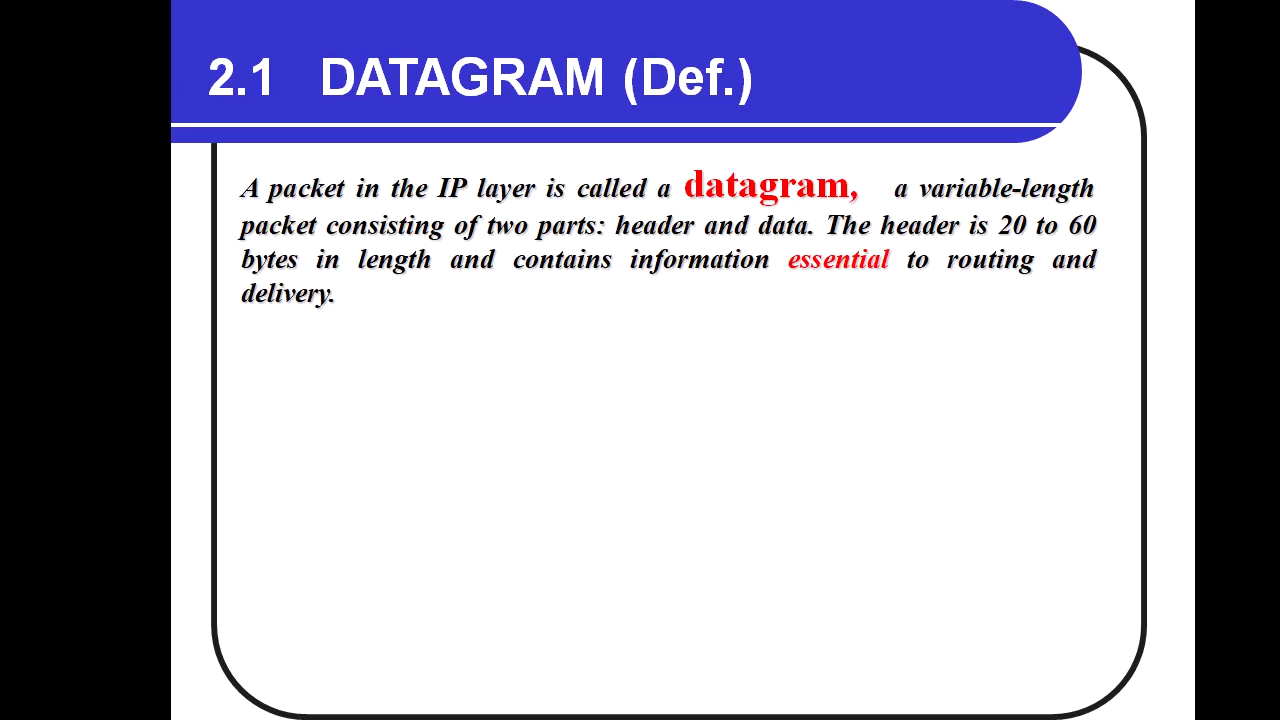 2.1 DATAGRAM (Def.)
A packet in the IP layer is called a datagram, a variable-length
packet consisting of two parts: header and data. The header is 20 to 60
bytes in length and contains information essential to routing and
delivery.